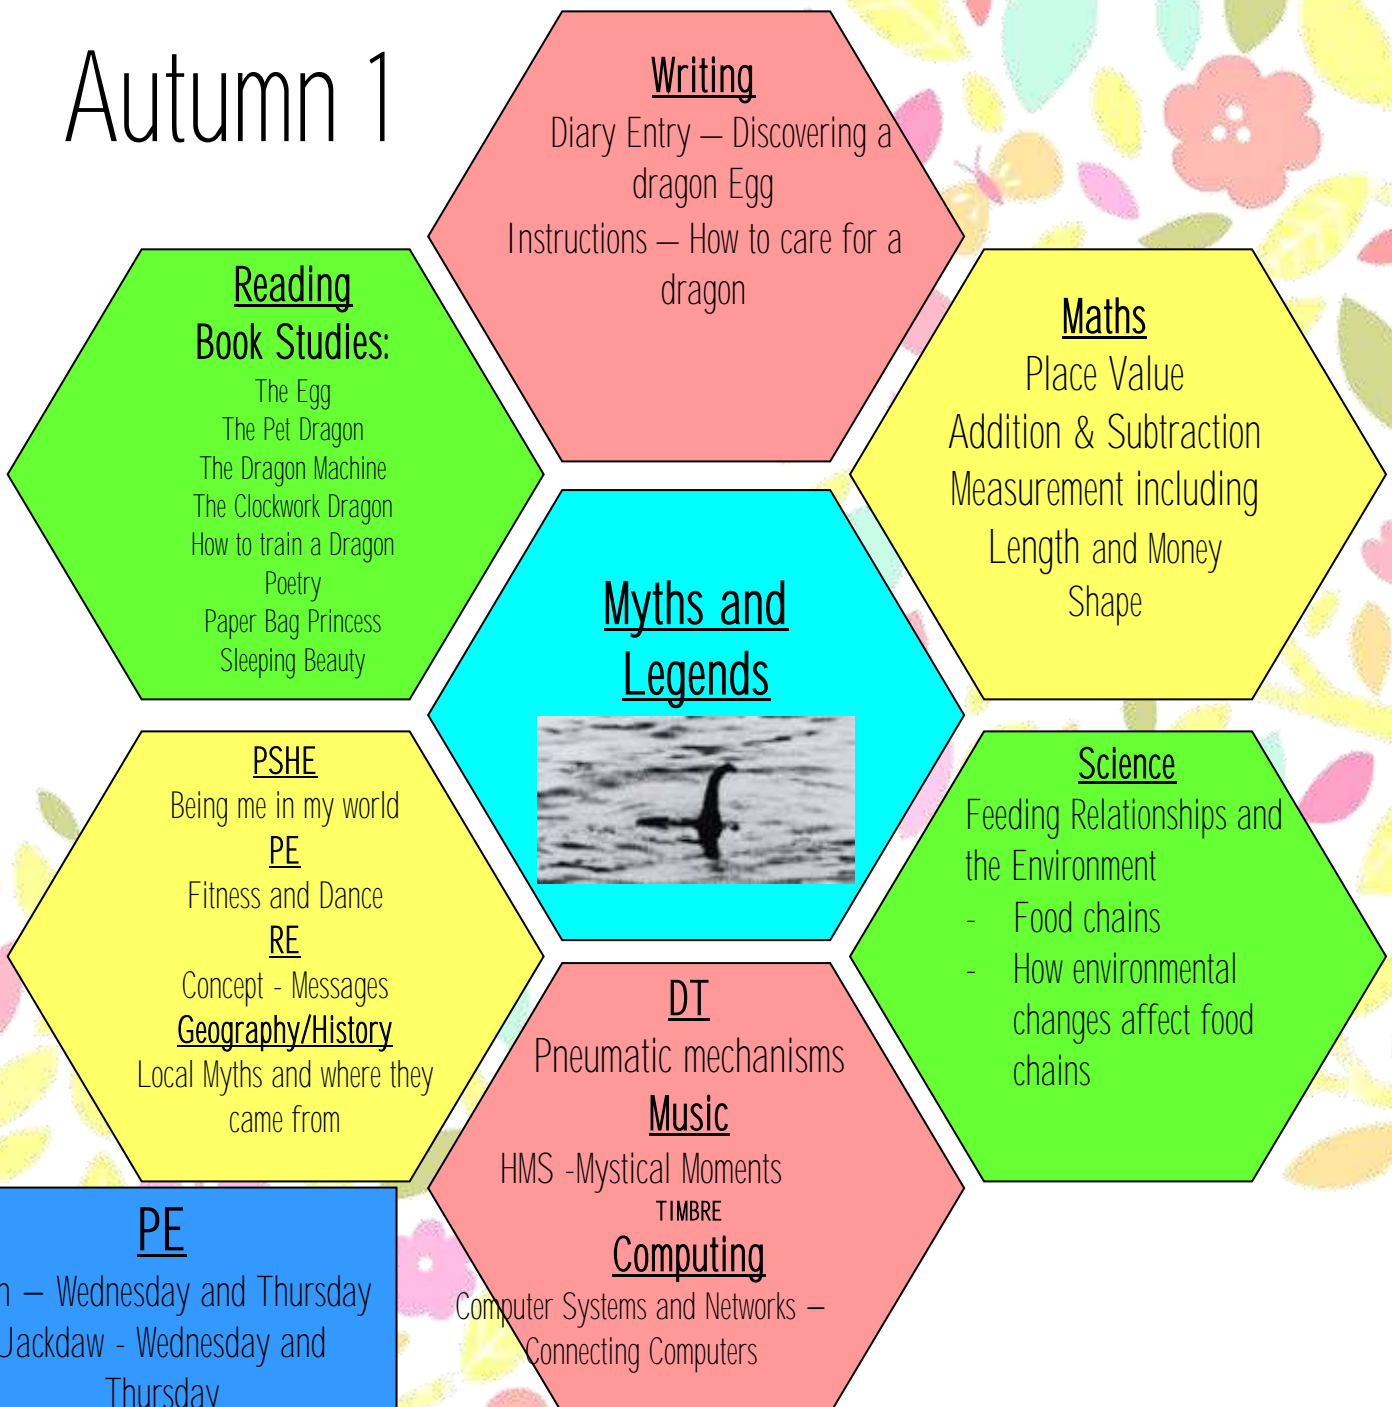 Autumn 1
Writing
Diary Entry – Discovering a
dragon Egg
Instructions – How to care for a
dragon
Reading
Book Studies:
The Egg
The Pet Dragon
The Dragon Machine
The Clockwork Dragon
How to train a Dragon
Poetry
Paper Bag Princess
Sleeping Beauty
Maths
Place Value
Addition & Subtraction
Measurement including
Length and Money
Shape
Myths and
Legends
PSHE
Being me in my world
PE
Fitness and Dance
RE
Concept - Messages
Geography/History
Local Myths and where they
came from
Science
Feeding Relationships and
the Environment
- Food chains
- How environmental
changes affect food
chains
DT
Pneumatic mechanisms
Music
HMS -Mystical Moments
TIMBRE
Computing
Computer Systems and Networks –
Connecting Computers
PE
– Wednesday and Thursday
Jackdaw - Wednesday and
Thursday